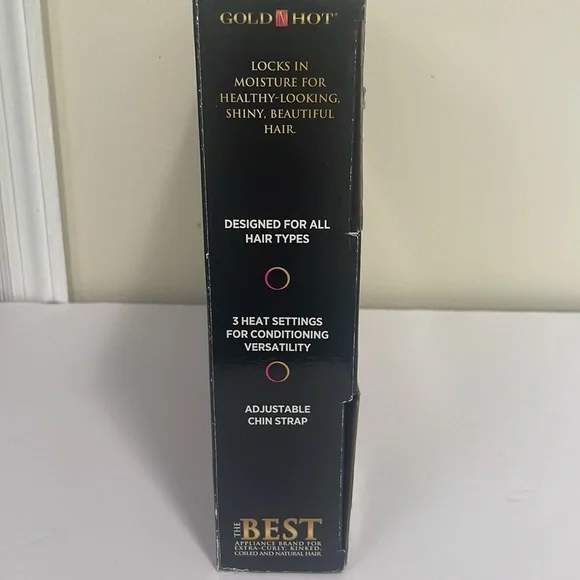 GOLD N HOT®
LOCKS IN
MOISTURE FOR
HEALTHY-LOOKING,
SHINY, BEAUTIFUL
HAIR.
DESIGNED FOR ALL
HAIR TYPES
3 HEAT SETTINGS
FOR CONDITIONING
VERSATILITY
ADJUSTABLE
CHIN STRAP
THE BEST
APPLIANCE BRAND FOR
EXTRA-CURLY, KINKED,
COILED AND NATURAL HAIR